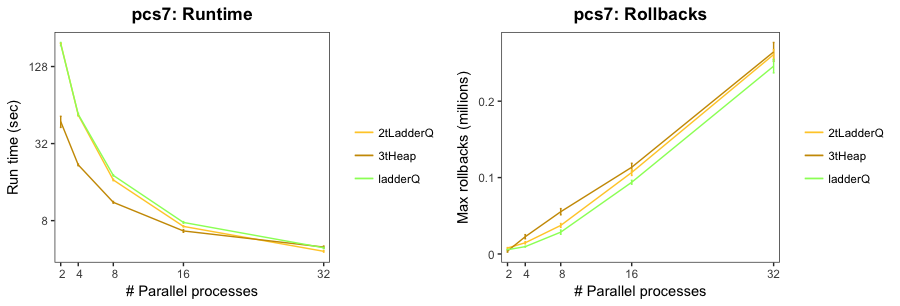 pcs7: Runtime
128
32
8
Run time (sec)
2 4 8 16 32
# Parallel processes
2tLadderQ
3tHeap
ladderQ
pcs7: Rollbacks
0.2
0.1
0
Max rollbacks (millions)
2 4 8 16 32
# Parallel processes
2tLadderQ
3tHeap
ladderQ